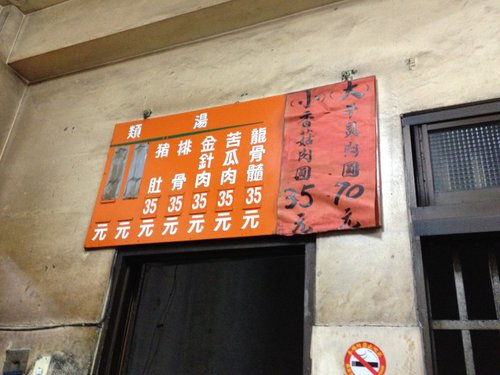 (大)芋頭肉圓70元
(小)香菇肉圓35元
湯類
龍骨髓35元
苦瓜肉35元
金針肉35元
排骨35元
豬肚35元
元
元